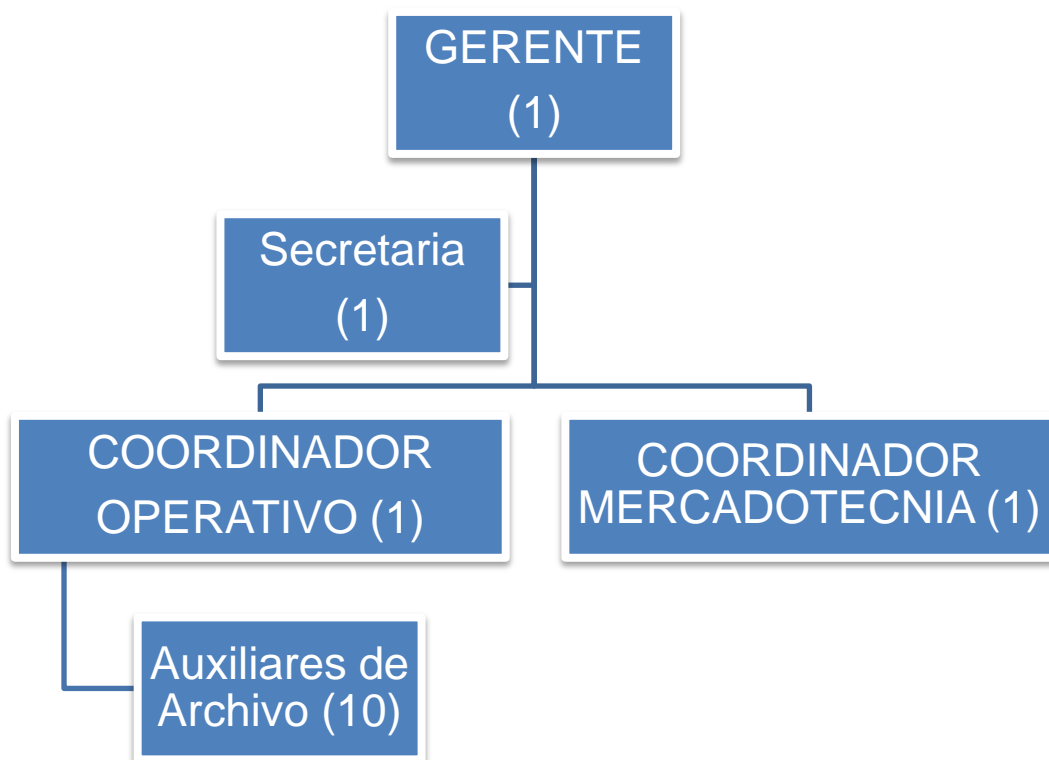 GERENTE
(1)
Secretaria
(1)
COORDINADOR
OPERATIVO (1)
COORDINADOR
MERCADOTECNIA (1)
Auxiliares de
Archivo (10)